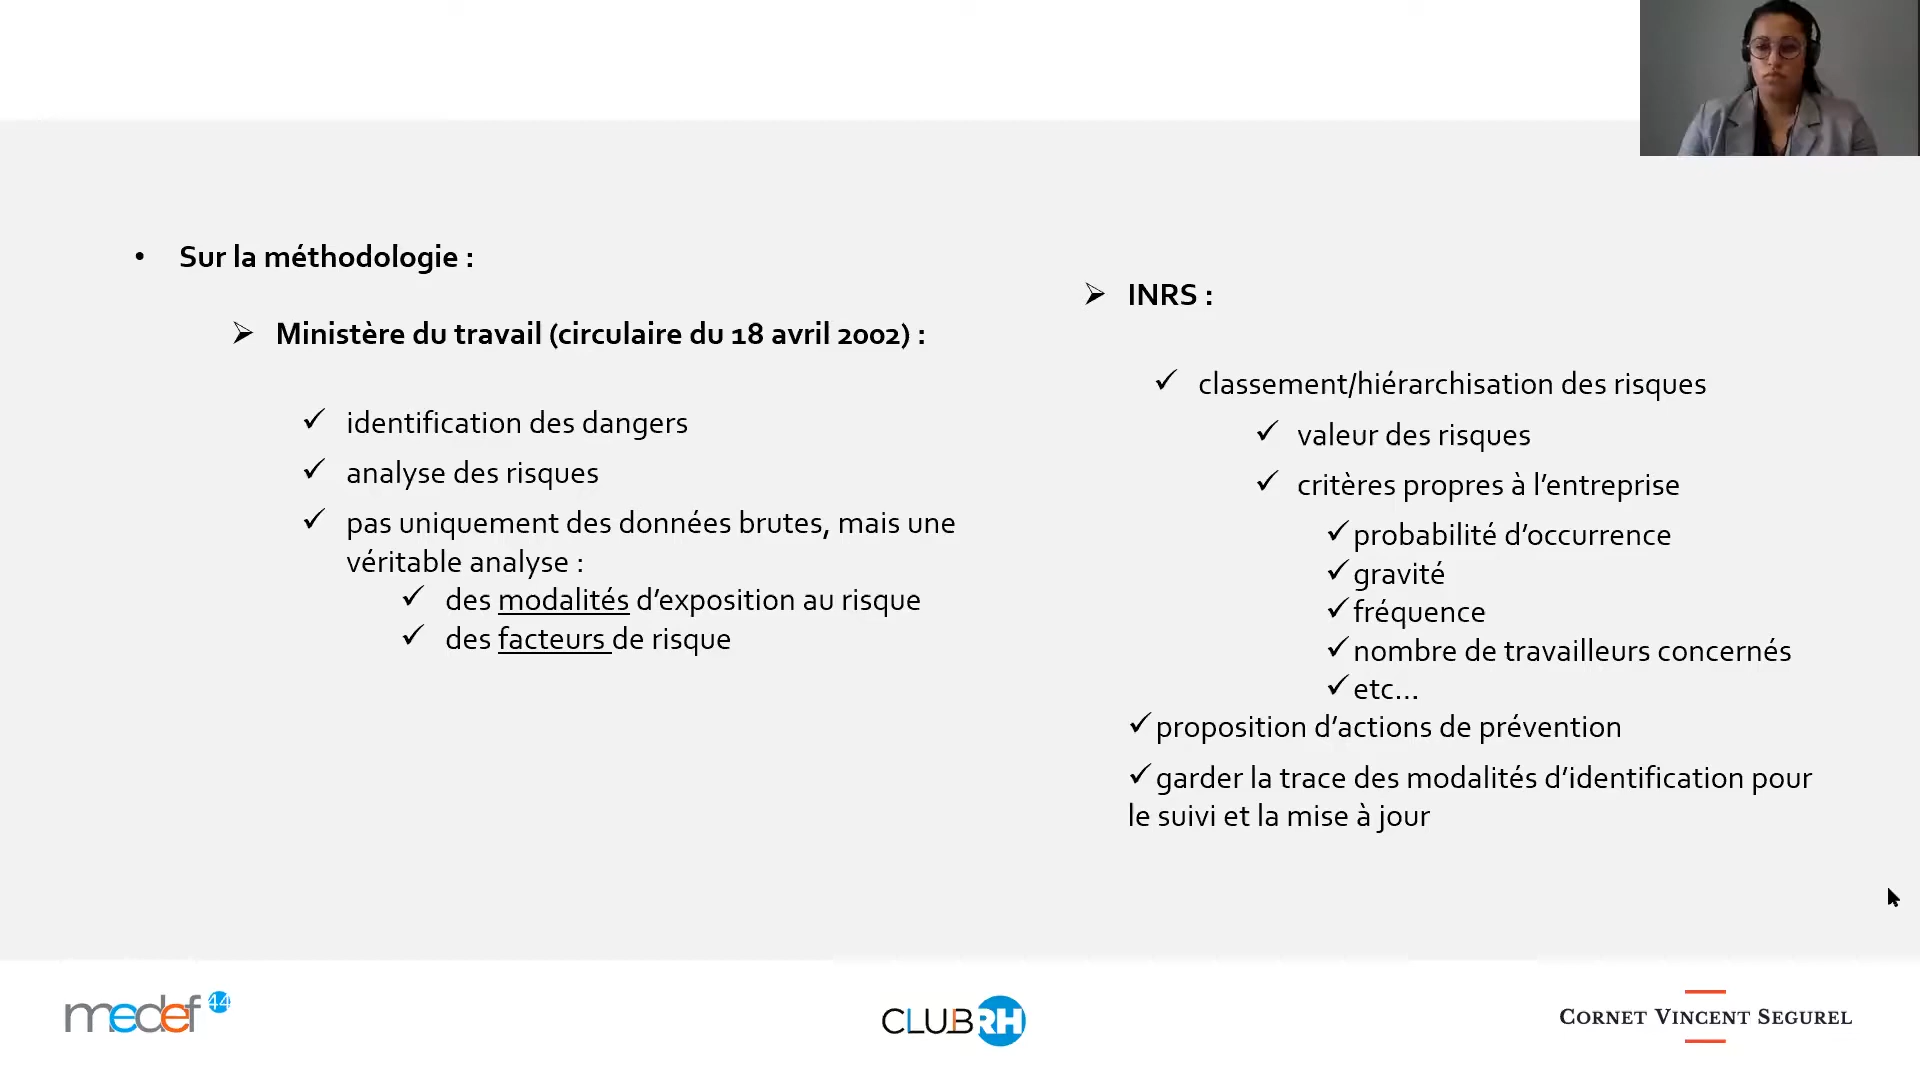 • Sur la méthodologie :
➢ Ministère du travail (circulaire du 18 avril 2002) :
✓ identification des dangers
✓ analyse des risques
✓ pas uniquement des données brutes, mais une
véritable analyse :
✓ des modalités d’exposition au risque
✓ des facteurs de risque
➢ INRS :
✓ classement/hiérarchisation des risques
✓ valeur des risques
✓ critères propres à l’entreprise
✓ probabilité d’occurrence
✓ gravité
✓ fréquence
✓ nombre de travailleurs concernés
✓ etc...
✓ proposition d’actions de prévention
✓ garder la trace des modalités d’identification pour
le suivi et la mise à jour
medef 44
CLUB RH
CORNET VINCENT SEGUREL